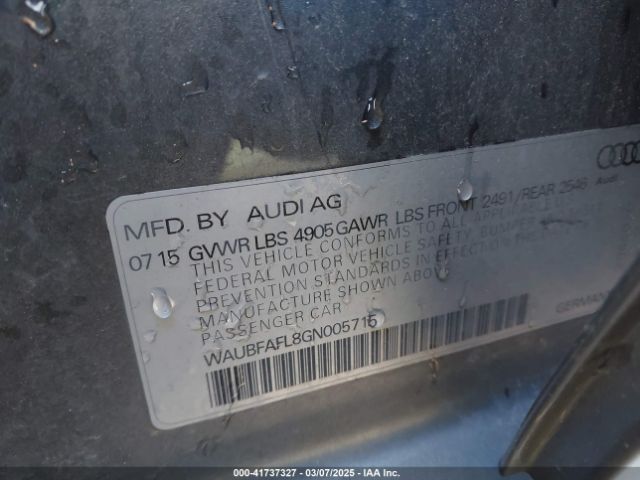 MFD. BY AUDI AG
07 15 GVWR LBS 4905 GAWR LBS FRONT 2491/REAR 2546
Audi
THIS VEHICLE CONFORMS TO ALL APPLICABLE
FEDERAL MOTOR VEHICLE SAFETY, BUMPER, AND THEFT
PREVENTION STANDARDS IN EFFECT ON THE DATE OF
MANUFACTURE SHOWN ABOVE
PASSENGER CAR
GERMAN
WAUBFAFL8GN005715
000-41737327 | 03/07/2025 | IAA Inc.